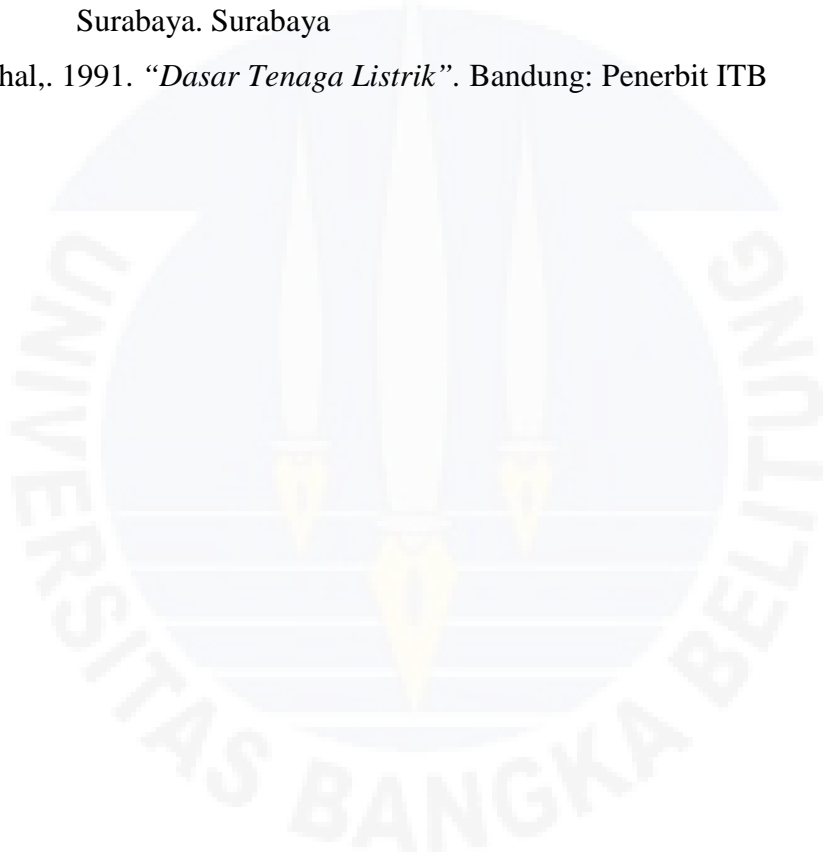 Surabaya. Surabaya
hal,. 1991. “Dasar Tenaga Listrik”. Bandung: Penerbit ITB
UNIVERSITAS BANGKA BELITUNG